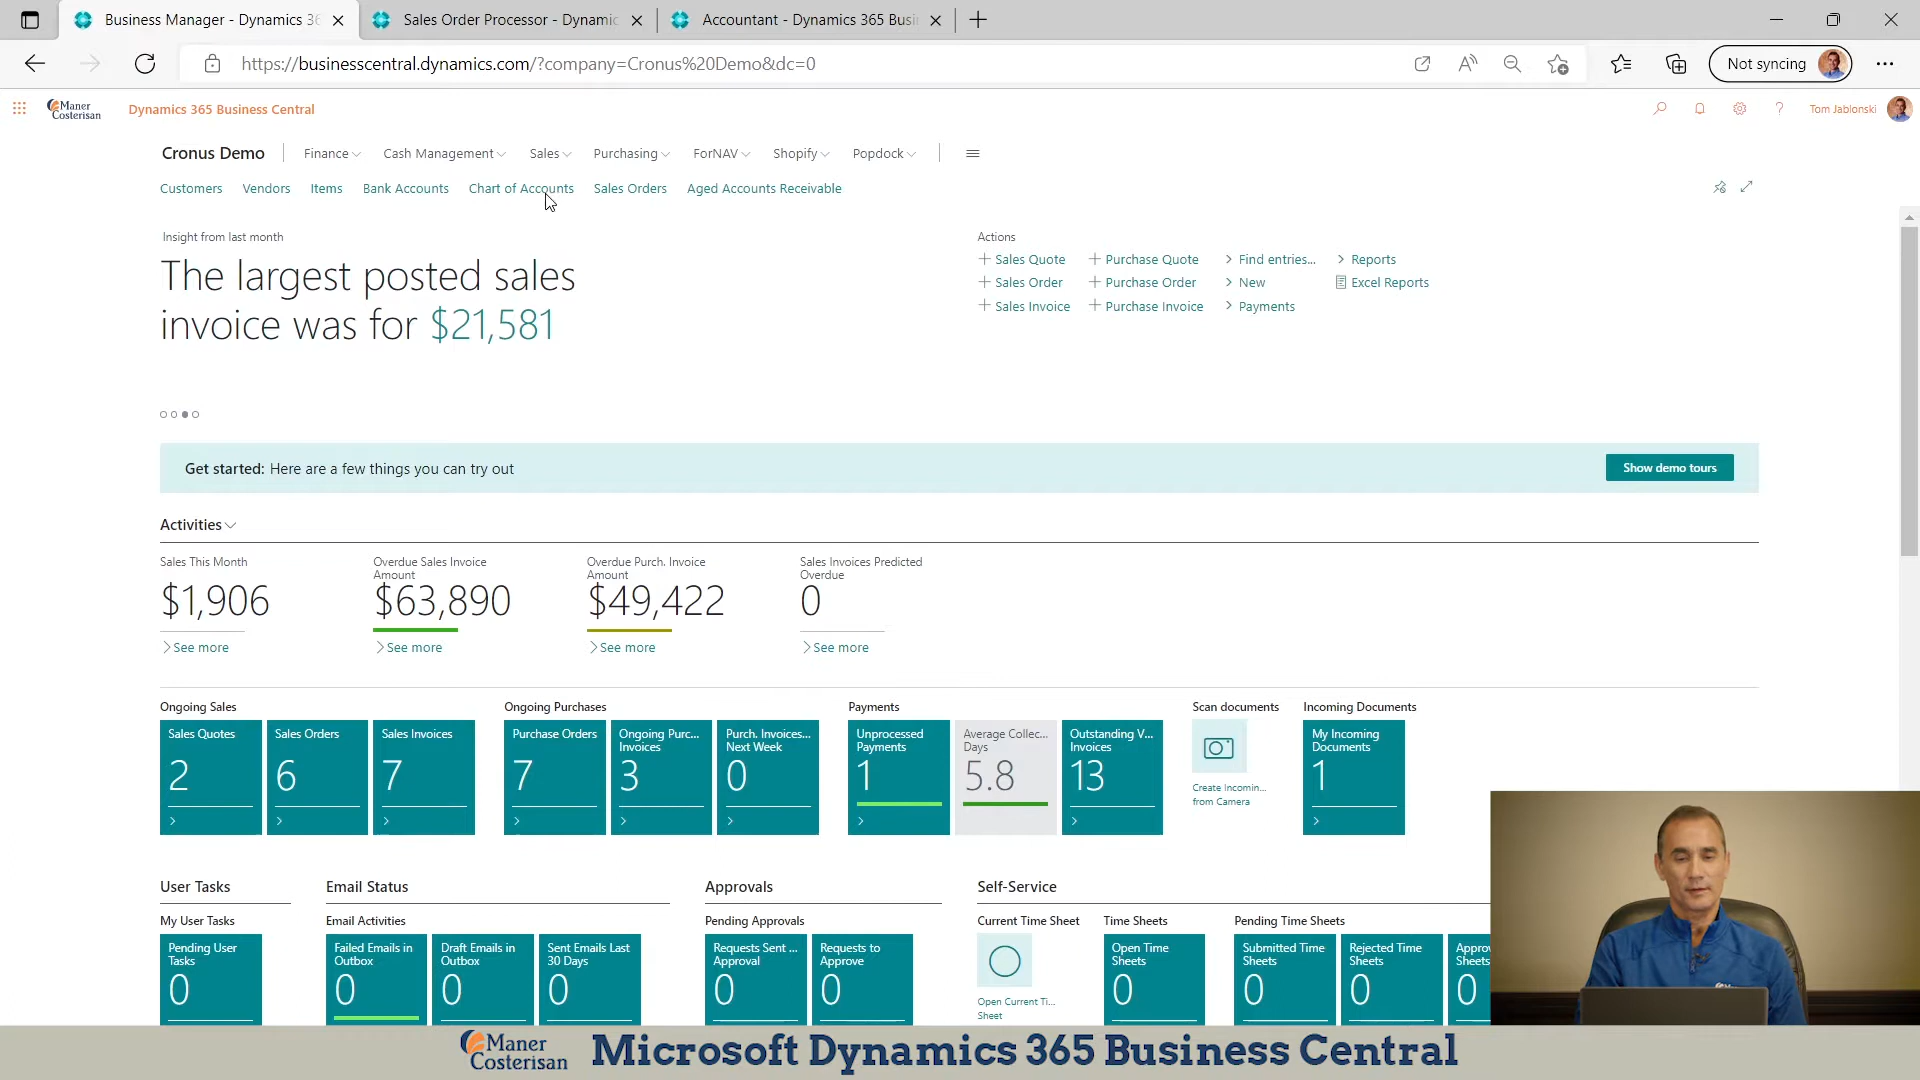 Business Manager - Dynamics 36
Sales Order Processor - Dynamic
Accountant - Dynamics 365 Busi
https://businesscentral.dynamics.com/?company=Cronus%20Demo&dc=0
Not syncing
Maner
Costerisan
Dynamics 365 Business Central
Tom Jablonski
Cronus Demo
Finance
Cash Management
Sales
Purchasing
ForNAV
Shopify
Popdock
Customers
Vendors
Items
Bank Accounts
Chart of Accounts
Sales Orders
Aged Accounts Receivable
Insight from last month
The largest posted sales
invoice was for $21,581
Actions
+ Sales Quote
+ Purchase Quote
> Find entries...
> Reports
+ Sales Order
+ Purchase Order
> New
Excel Reports
+ Sales Invoice
+ Purchase Invoice
> Payments
Get started: Here are a few things you can try out
Show demo tours
Activities
Sales This Month
$1,906
> See more
Overdue Sales Invoice
Amount
$63,890
> See more
Overdue Purch. Invoice
Amount
$49,422
> See more
Sales Invoices Predicted
Overdue
0
> See more
Ongoing Sales
Sales Quotes
2
Sales Orders
6
Sales Invoices
7
Ongoing Purchases
Purchase Orders
7
Ongoing Purc...
Invoices
3
Purch. Invoices...
Next Week
0
Payments
Unprocessed
Payments
1
Average Collec...
Days
5.8
Outstanding V...
Invoices
13
Scan documents
Create Incomin...
from Camera
Incoming Documents
My Incoming
Documents
1
User Tasks
My User Tasks
Pending User
Tasks
0
Email Status
Email Activities
Failed Emails in
Outbox
0
Draft Emails in
Outbox
0
Sent Emails Last
30 Days
0
Approvals
Pending Approvals
Requests Sent ...
Approval
0
Requests to
Approve
0
Self-Service
Current Time Sheet
Open Current Ti...
Sheet
Time Sheets
Open Time
Sheets
0
Pending Time Sheets
Submitted Time
Sheets
0
Rejected Time
Sheets
0
Approv
Sheets
0
Maner
Costerisan
Microsoft Dynamics 365 Business Central